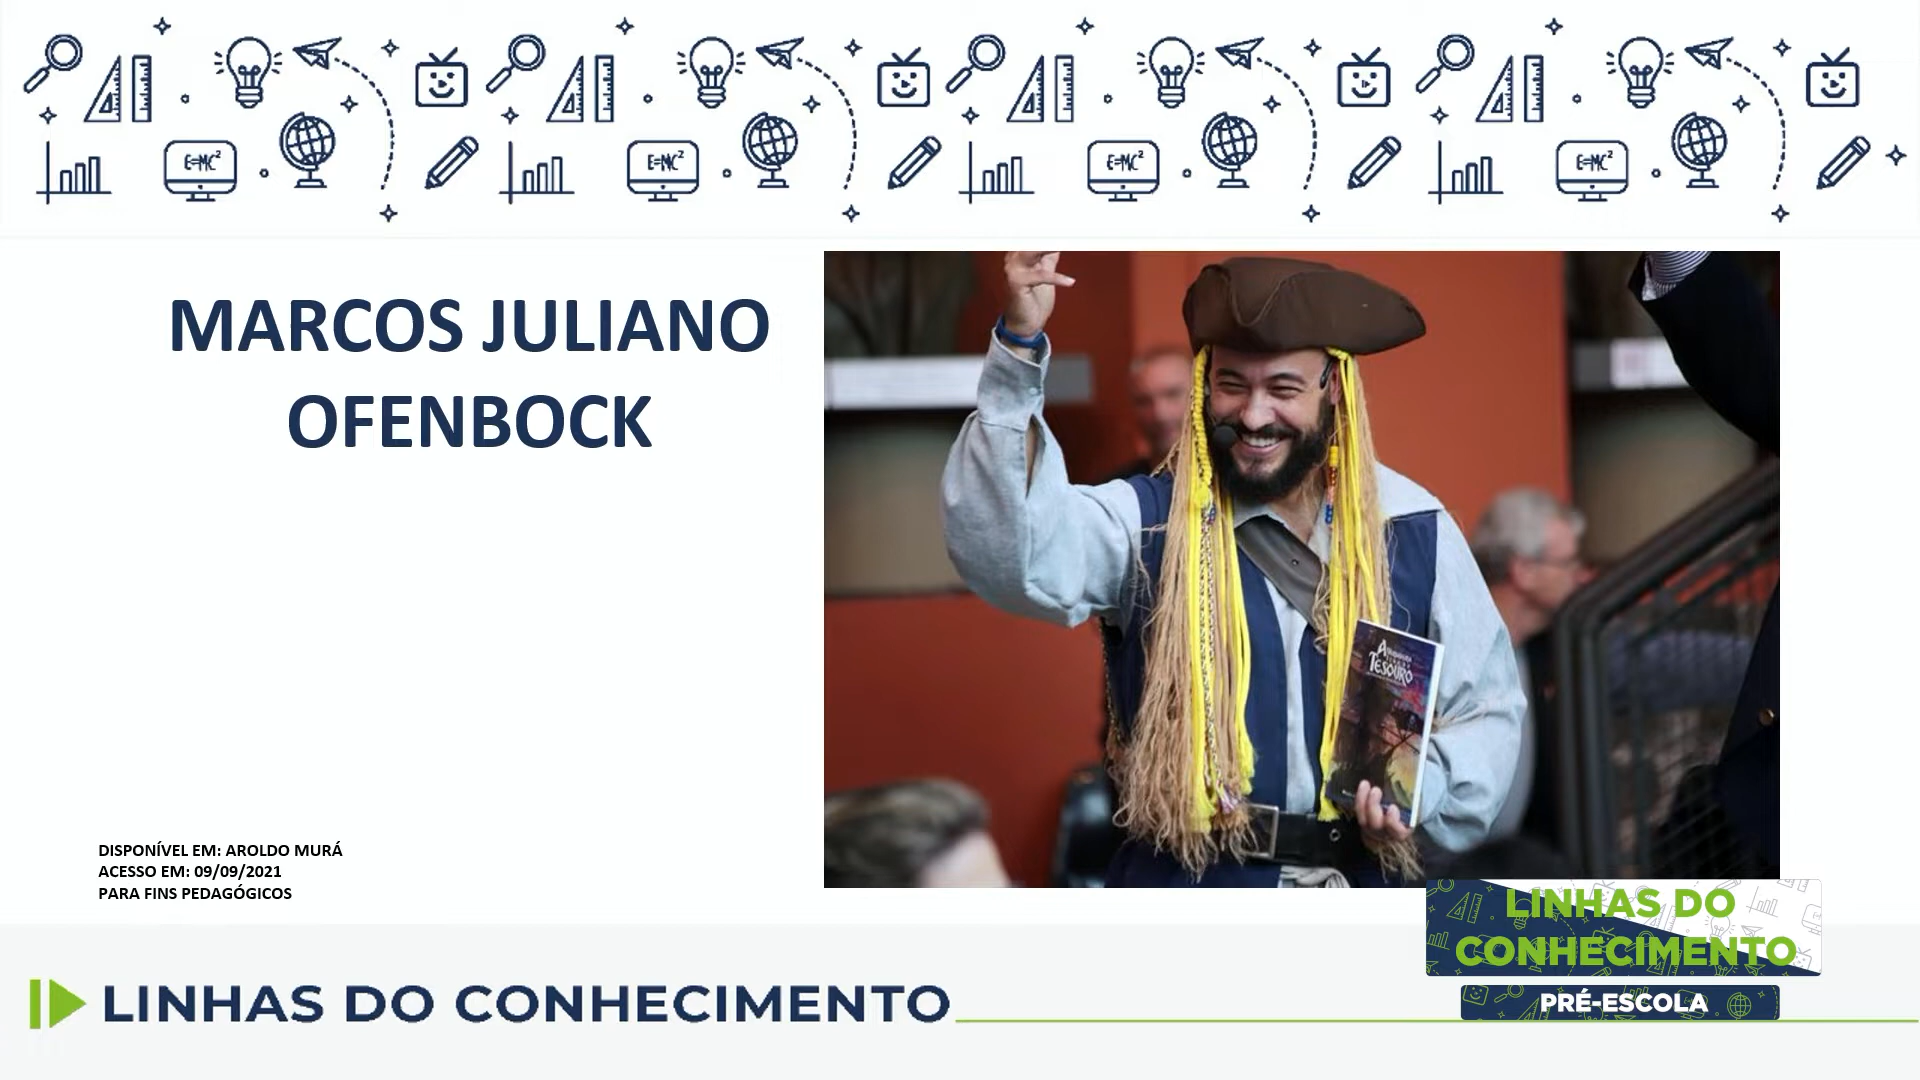 E=MC²
E=MC²
E=MC²
E=MC²
MARCOS JULIANO
OFENBOCK
TESOURO
DISPONÍVEL EM: AROLDO MURÁ
ACESSO EM: 09/09/2021
PARA FINS PEDAGÓGICOS
LINHAS DO
CONHECIMENTO
PRÉ-ESCOLA
LINHAS DO CONHECIMENTO